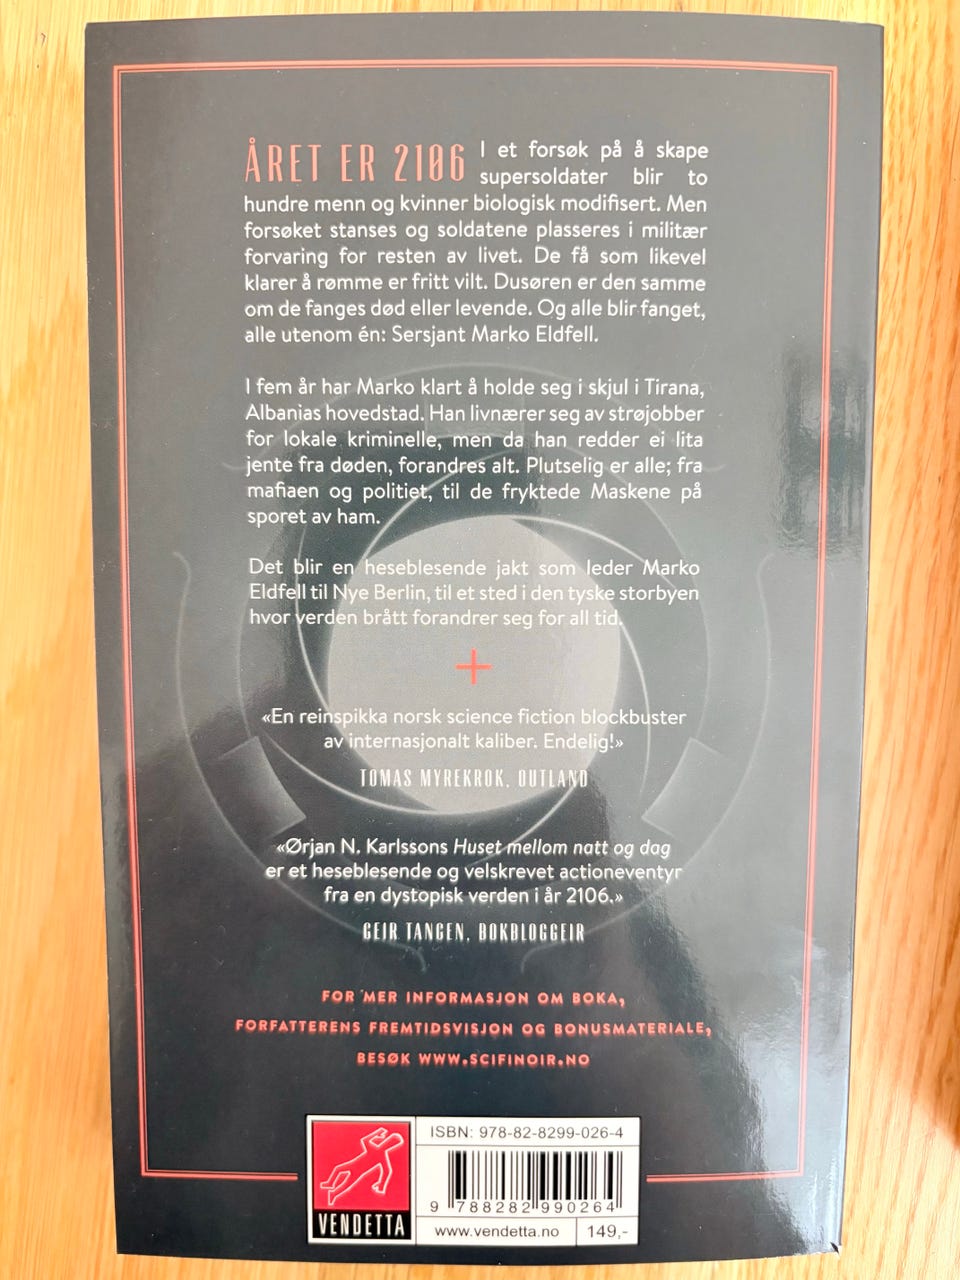 ÅRET ER 2106 I et forsøk på å skape
supersoldater blir to
hundre menn og kvinner biologisk modifisert. Men
forsøket stanses og soldatene plasseres i militær
forvaring for resten av livet. De få som likevel
klarer å rømme er fritt vilt. Dusøren er den samme
om de fanges død eller levende. Og alle blir fanget,
alle utenom én: Sersjant Marko Eldfell.
I fem år har Marko klart å holde seg i skjul i Tirana,
Albanias hovedstad. Han livnærer seg av strøjobber
for lokale kriminelle, men da han redder ei lita
jente fra døden, forandres alt. Plutselig er alle; fra
mafiaen og politiet, til de fryktede Maskene på
sporet av ham.
Det blir en heseblesende jakt som leder Marko
Eldfell til Nye Berlin, til et sted i den tyske storbyen
hvor verden brått forandrer seg for all tid.
+
«En reinspikka norsk science fiction blockbuster
av internasjonalt kaliber. Endelig!»
TOMAS MYREKROK, OUTLAND
«Ørjan N. Karlssons Huset mellom natt og dag
er et heseblesende og velskrevet actioneventyr
fra en dystopisk verden i år 2106.»
GEIR TANGEN, BOKBLOGGEIR
FOR MER INFORMASJON OM BOKA,
FORFATTERENS FREMTIDSVISJON OG BONUSMATERIALE,
BESØK WWW.SCIFINOIR.NO
VENDETTA
ISBN: 978-82-8299-026-4
9 788282 990264
www.vendetta.no 149,-